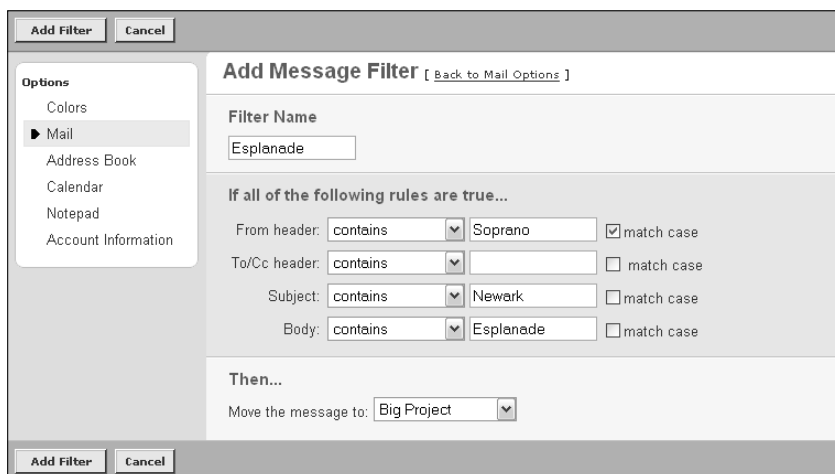 Add Filter Cancel
Options
Colors
Mail
Address Book
Calendar
Notepad
Account Information
Add Message Filter [ Back to Mail Options ]
Filter Name
Esplanade
If all of the following rules are true...
From header: contains Soprano match case
To/Cc header: contains match case
Subject: contains Newark match case
Body: contains Esplanade match case
Then...
Move the message to: Big Project
Add Filter Cancel